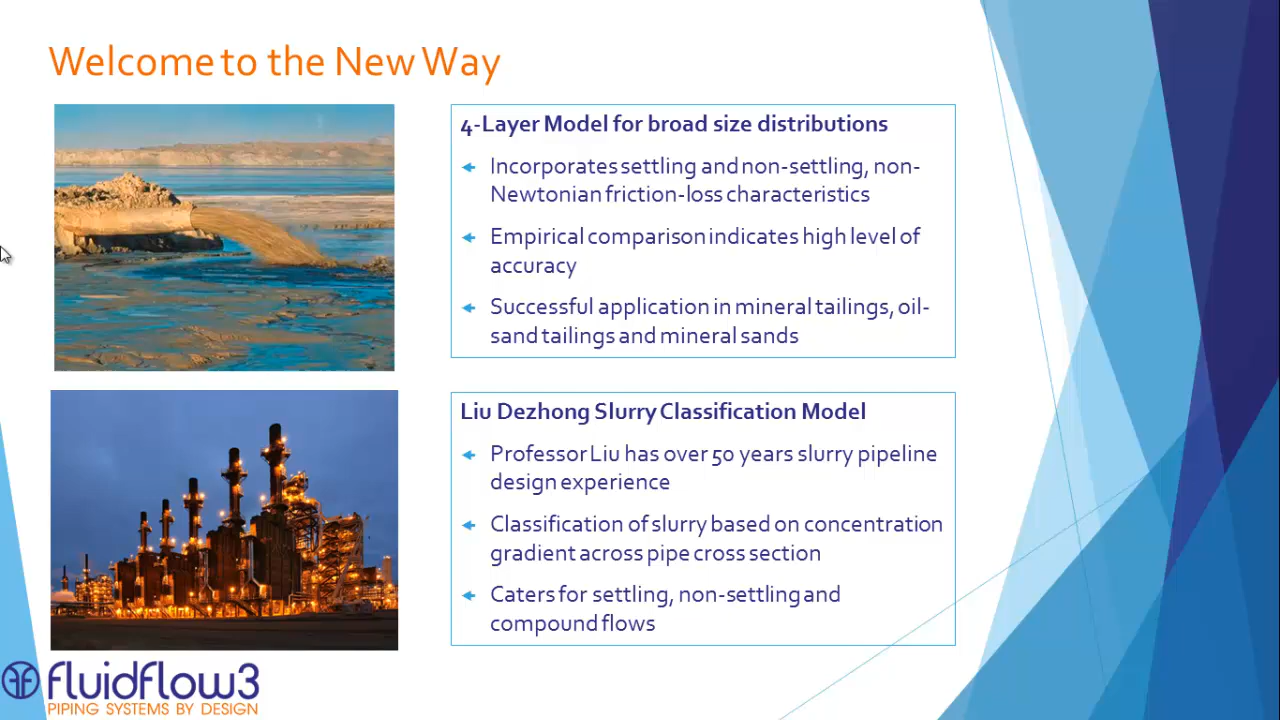 Welcome to the New Way
4-Layer Model for broad size distributions
Incorporates settling and non-settling, non-
Newtonian friction-loss characteristics
Empirical comparison indicates high level of
accuracy
Successful application in mineral tailings, oil-
sand tailings and mineral sands
Liu Dezhong Slurry Classification Model
Professor Liu has over 50 years slurry pipeline
design experience
Classification of slurry based on concentration
gradient across pipe cross section
Caters for settling, non-settling and
compound flows
fluidflow3
PIPING SYSTEMS BY DESIGN